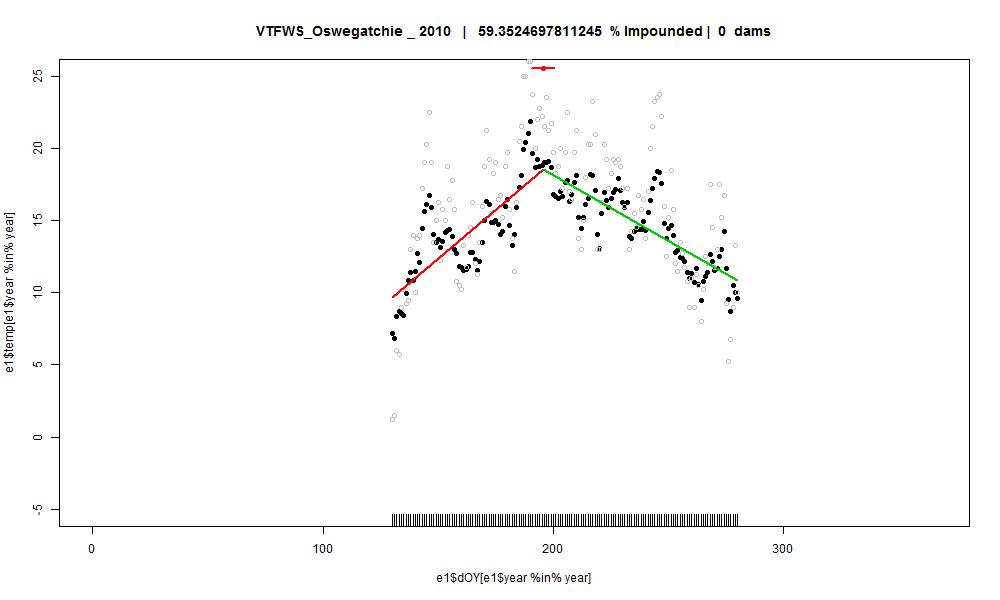 VTFWS_Oswegatchie _ 2010 | 59.3524697811245 % Impounded | 0 dams
25
20
15
10
5
0
-5
e1$temp[e1$year %in% year]
0 100 200 300
e1$dOY[e1$year %in% year]